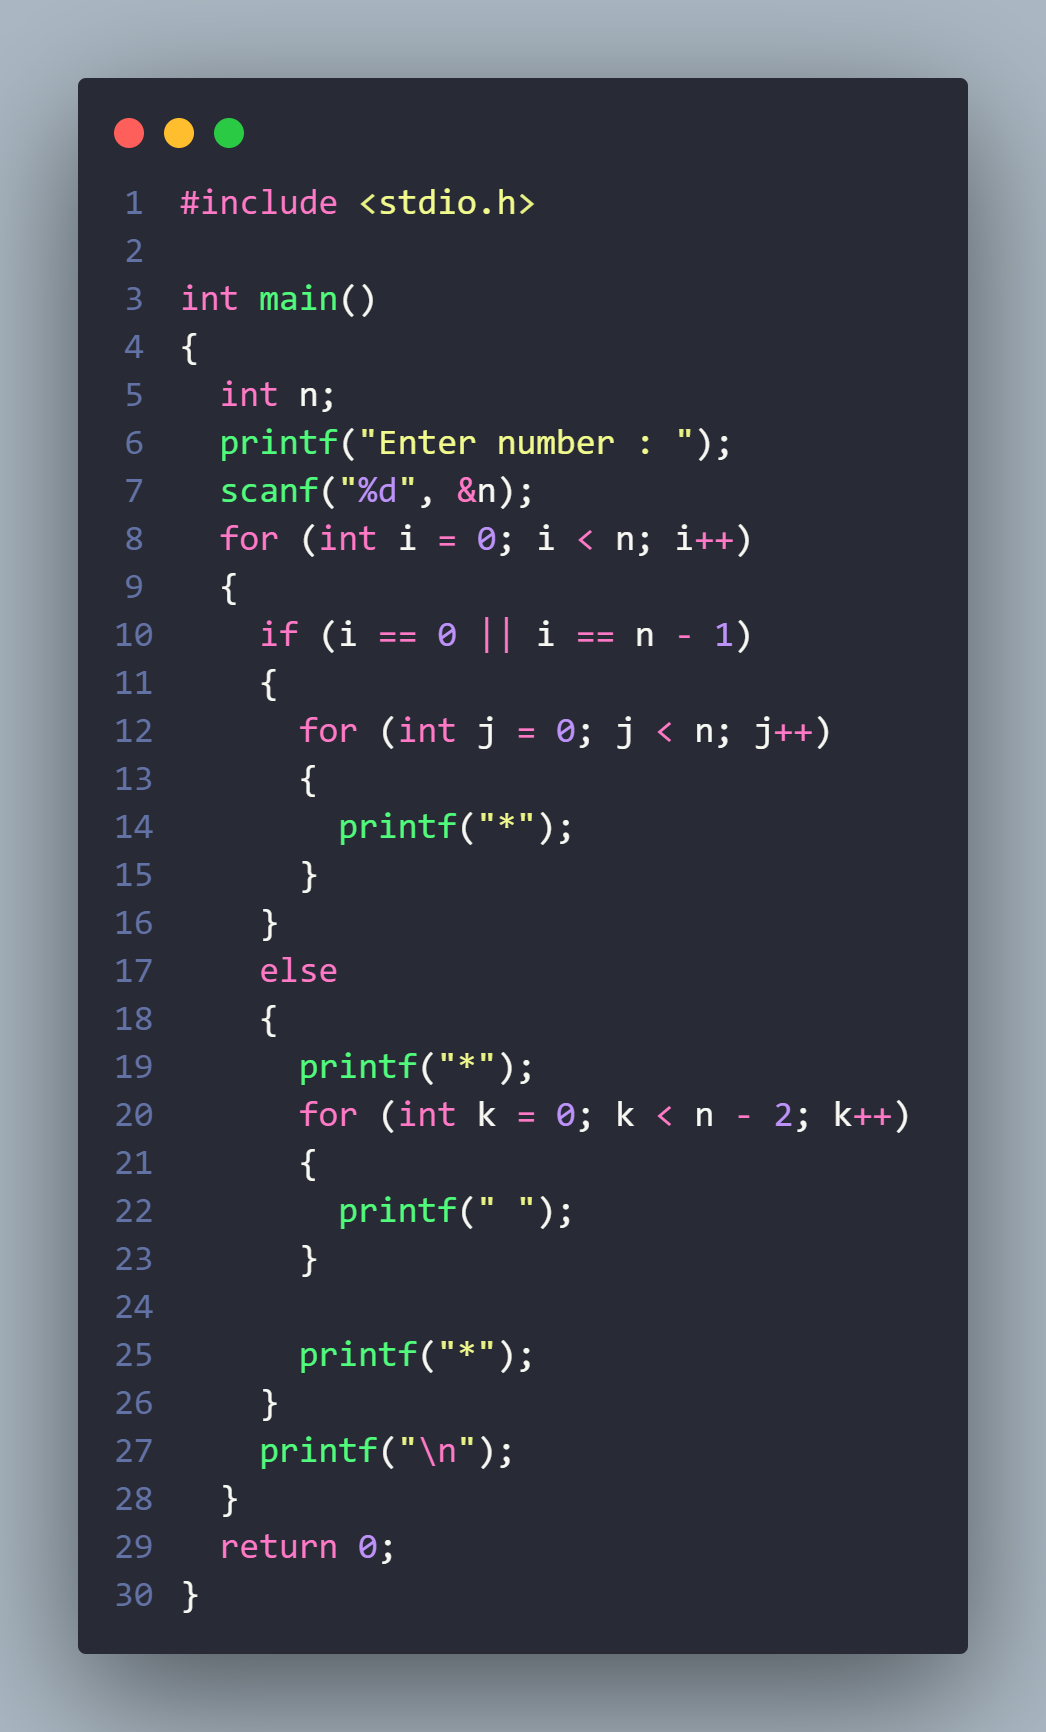 1 #include <stdio.h>
2
3 int main()
4 {
5   int n;
6   printf("Enter number : ");
7   scanf("%d", &n);
8   for (int i = 0; i < n; i++)
9   {
10     if (i == 0 || i == n - 1)
11     {
12       for (int j = 0; j < n; j++)
13       {
14         printf("*");
15       }
16     }
17     else
18     {
19       printf("*");
20       for (int k = 0; k < n - 2; k++)
21       {
22         printf(" ");
23       }
24
25       printf("*");
26     }
27     printf("\n");
28   }
29   return 0;
30 }